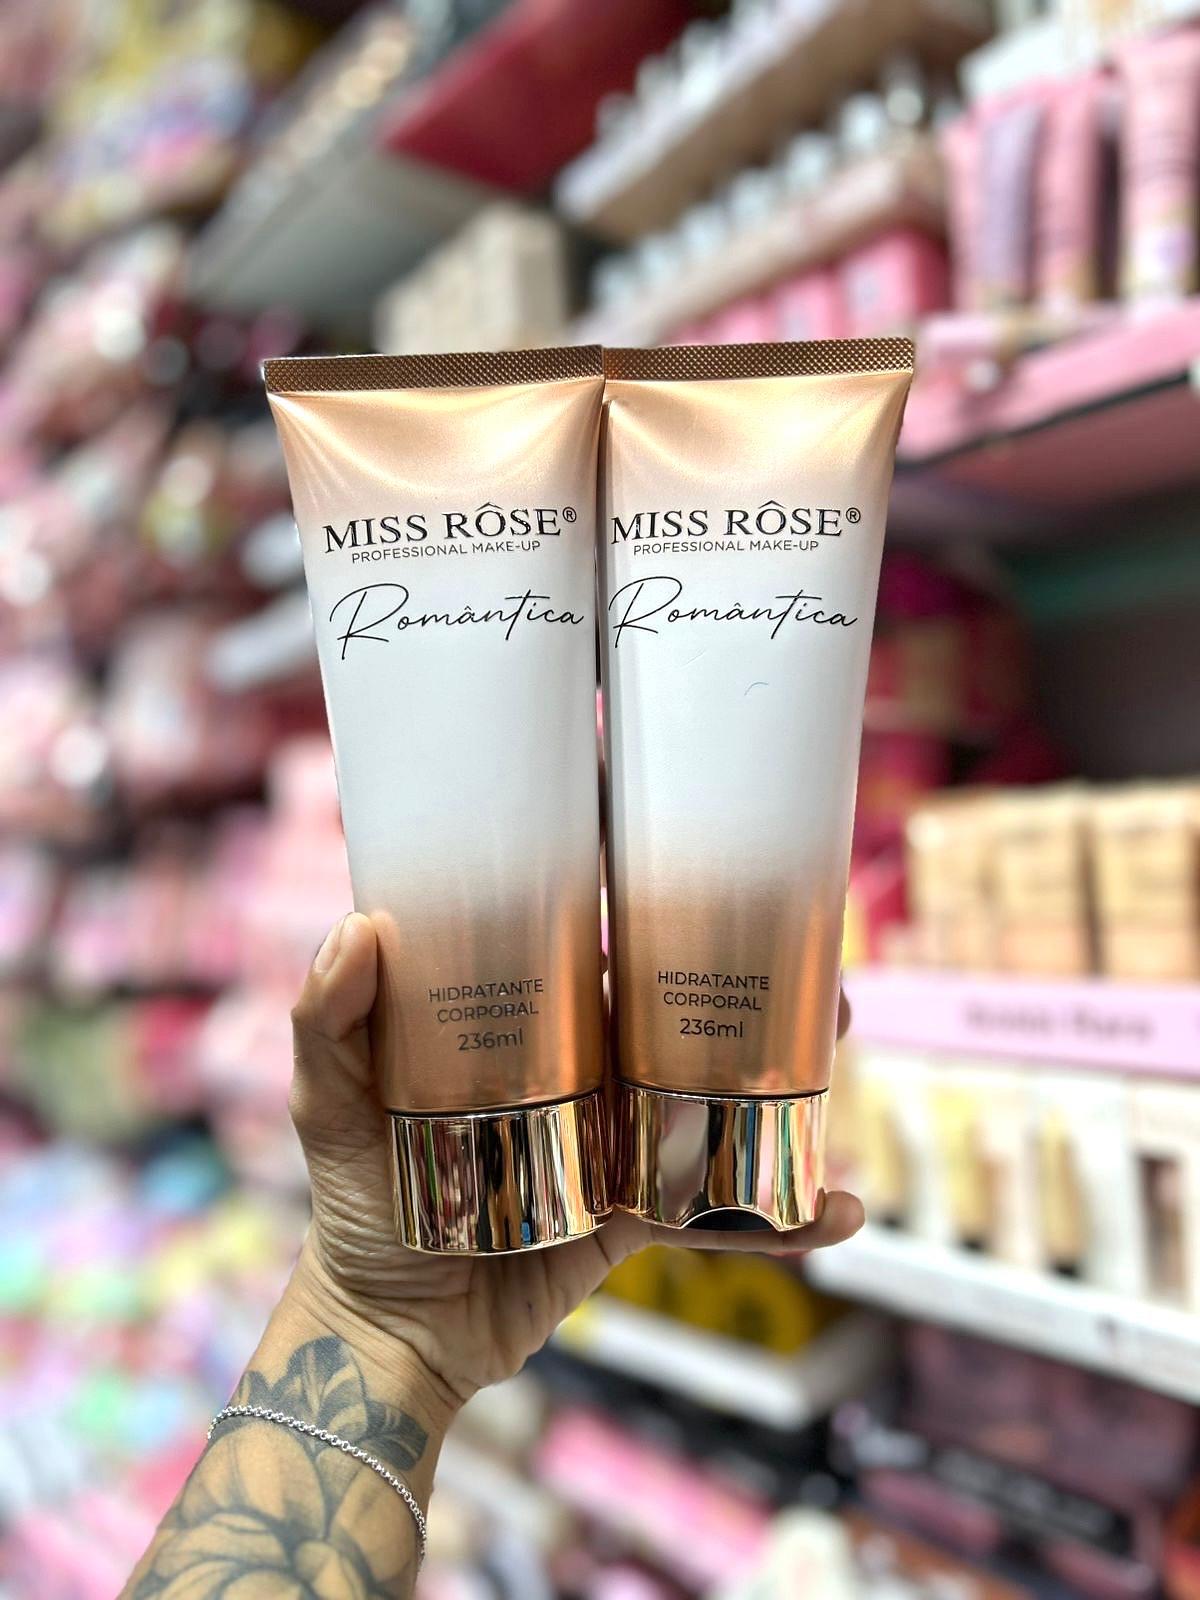 MISS RÔSE®
PROFESSIONAL MAKE-UP
Romântica
HIDRATANTE
CORPORAL
236ml
MISS RÔSE®
PROFESSIONAL MAKE-UP
Romântica
HIDRATANTE
CORPORAL
236ml